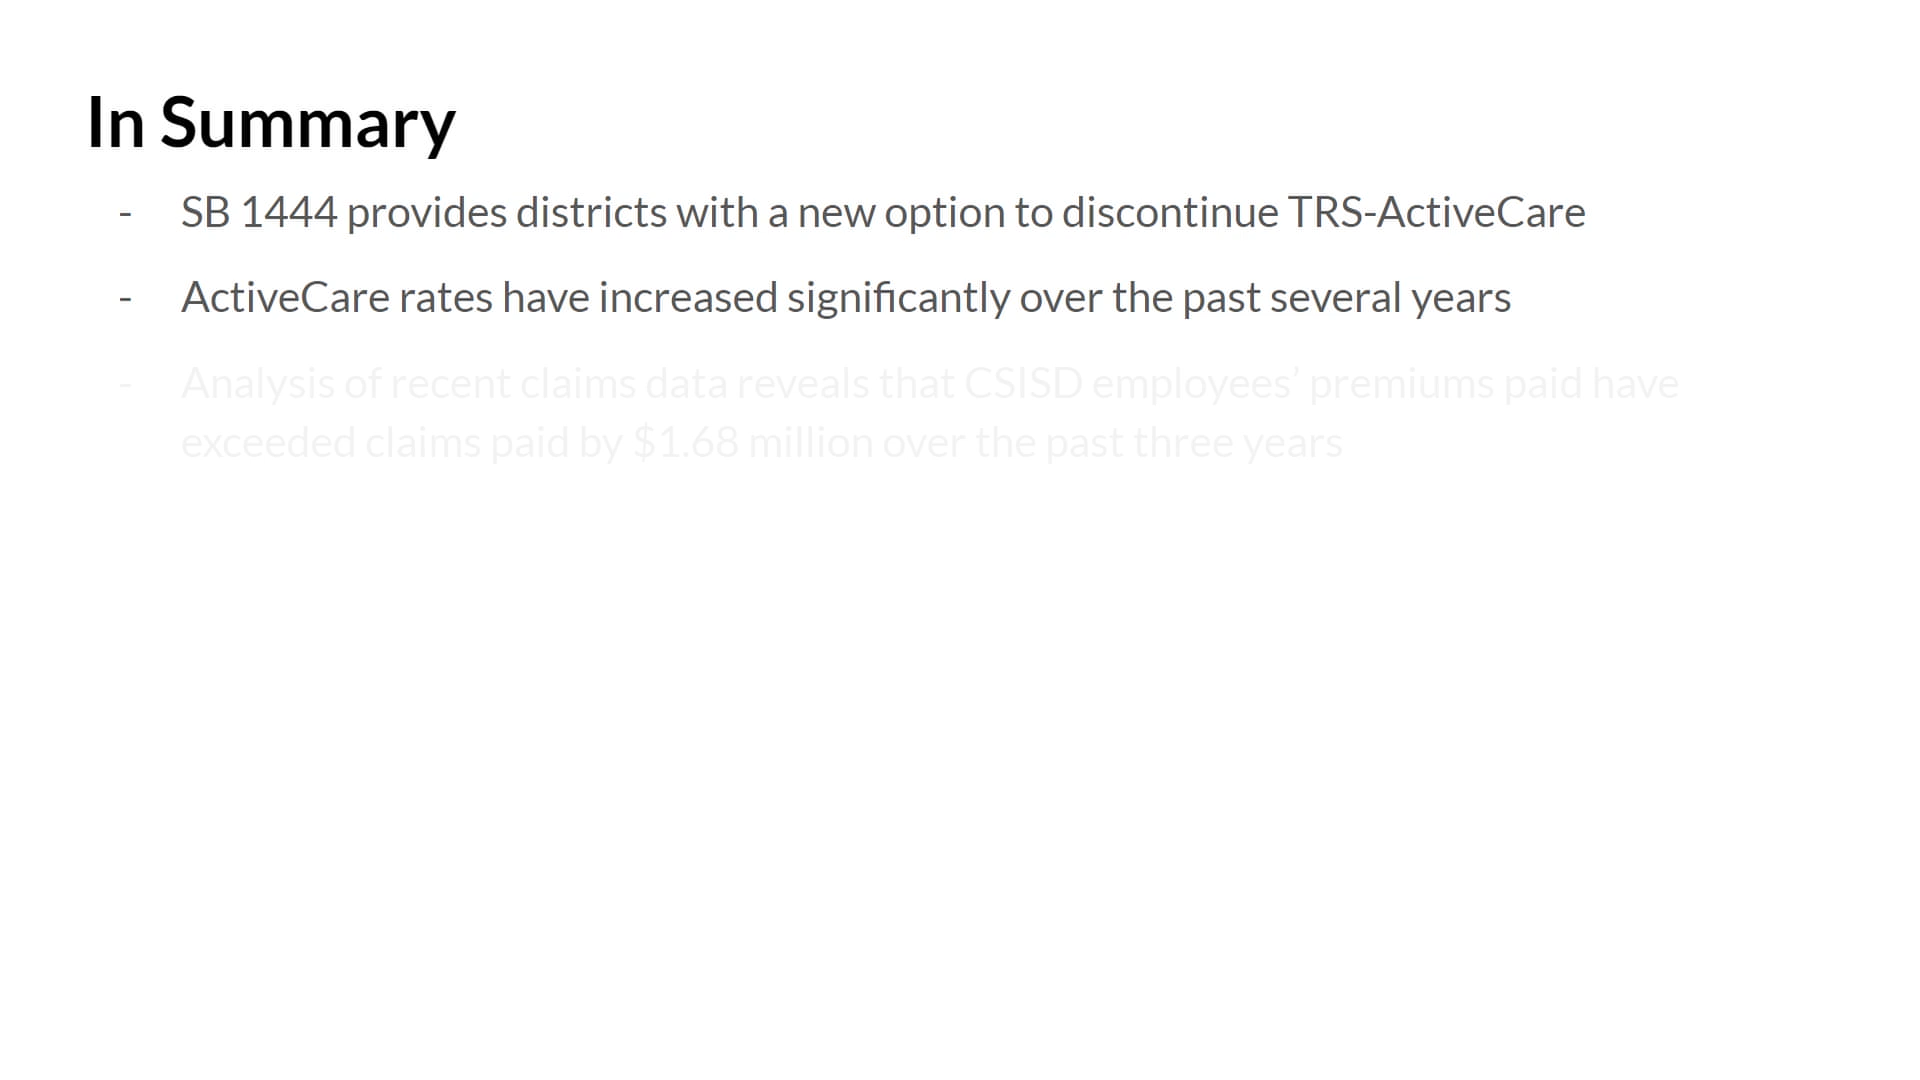 In Summary
- SB 1444 provides districts with a new option to discontinue TRS-ActiveCare
- ActiveCare rates have increased significantly over the past several years
- Analysis of recent claims data reveals that CSISD employees’ premiums paid have
exceeded claims paid by $1.68 million over the past three years